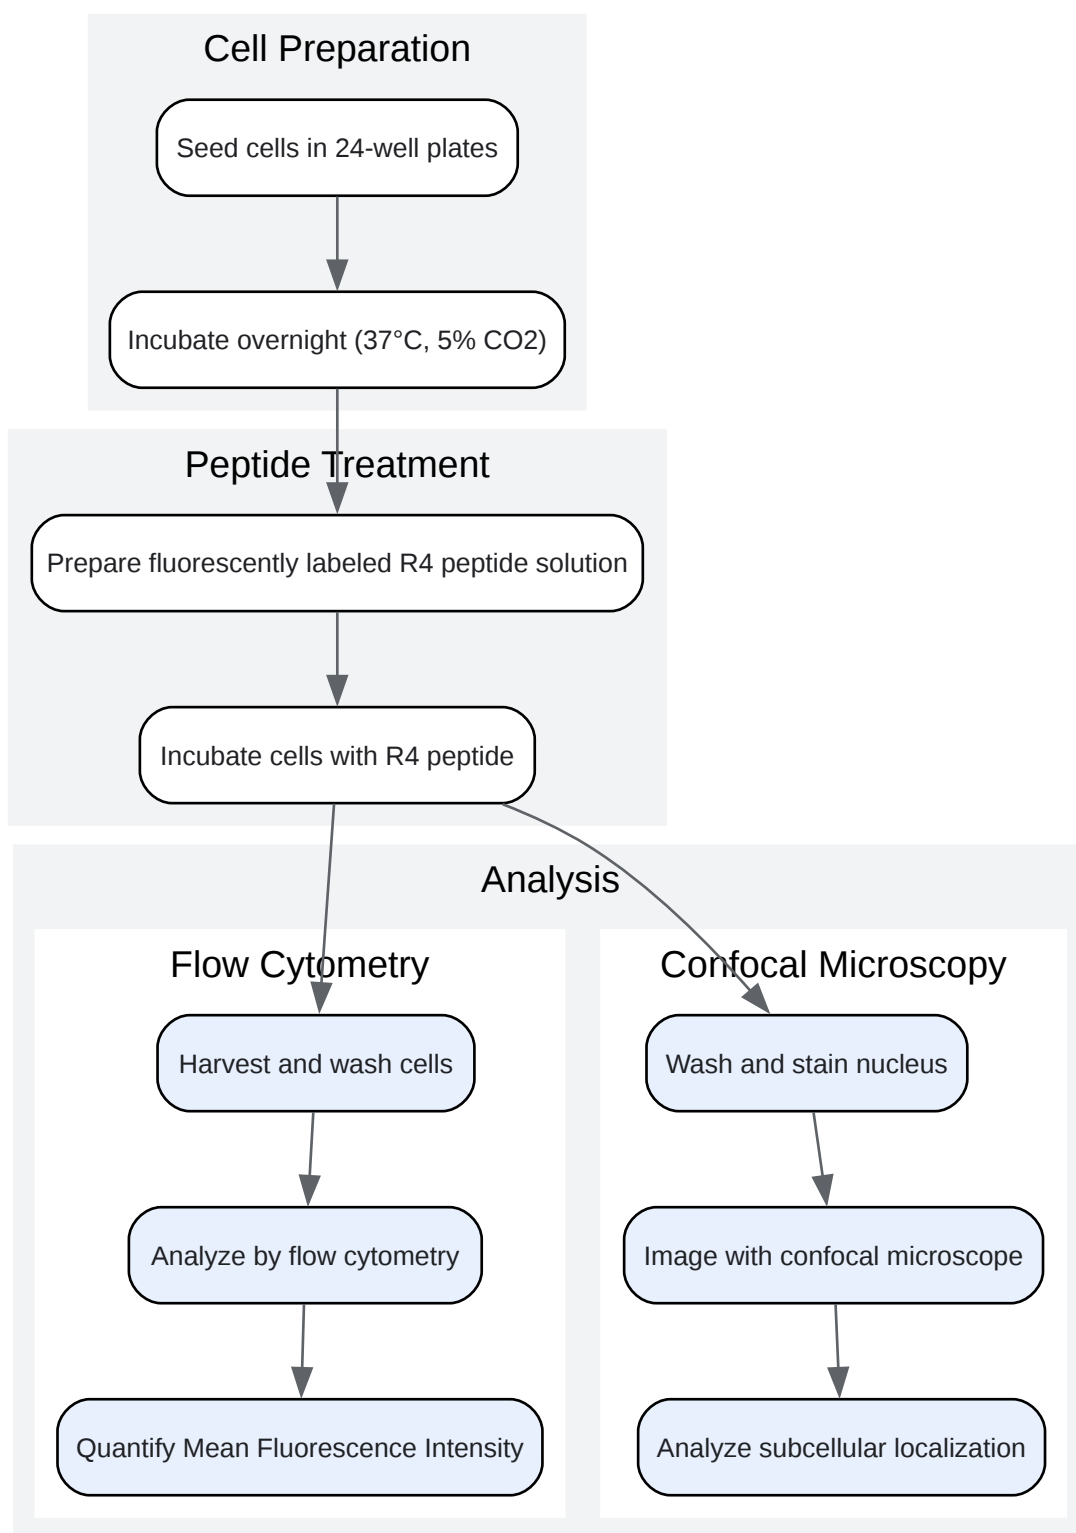 Cell Preparation
Seed cells in 24-well plates
Incubate overnight (37°C, 5% CO2)
Peptide Treatment
Prepare fluorescently labeled R4 peptide solution
Incubate cells with R4 peptide
Analysis
Flow Cytometry
Harvest and wash cells
Analyze by flow cytometry
Quantify Mean Fluorescence Intensity
Confocal Microscopy
Wash and stain nucleus
Image with confocal microscope
Analyze subcellular localization